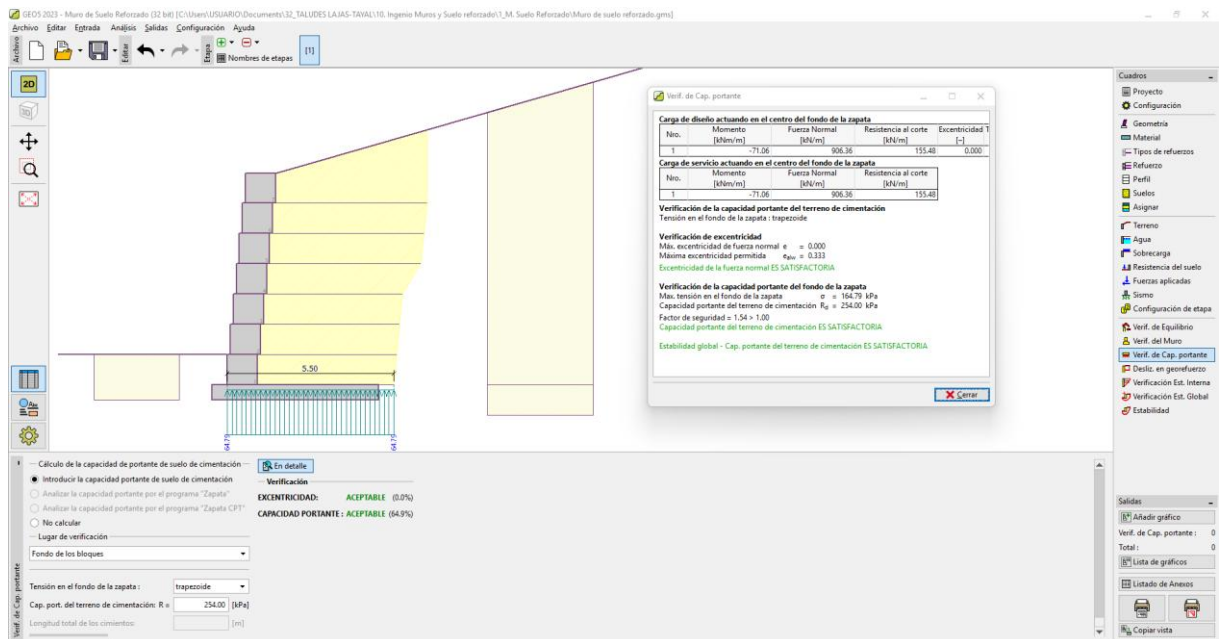 GEO5 2023 - Muro de Suelo Reforzado (32 bit) [C:\Users\USUARIO\Documents\32_TALUDES LAJAS-TAYAL\10. Ingenio Muros y Suelo reforzado\1_M. Suelo Reforzado\Muro de suelo reforzado.gms]
Archivo Editar Entrada Análisis Salidas Configuración Ayuda
Archivo
Editar
Etapa
Nombres de etapas
[1]
2D
3D
5.50
64.79
64.79
Verif. de Cap. portante
Carga de diseño actuando en el centro del fondo de la zapata
Nro. Momento Fuerza Normal Resistencia al corte Excentricidad T
[kNm/m] [kN/m] [kN/m] [–]
1 -71.06 906.36 155.48 0.000
Carga de servicio actuando en el centro del fondo de la zapata
Nro. Momento Fuerza Normal Resistencia al corte
[kNm/m] [kN/m] [kN/m]
1 -71.06 906.36 155.48
Verificación de la capacidad portante del terreno de cimentación
Tensión en el fondo de la zapata : trapezoide
Verificación de excentricidad
Máx. excentricidad de fuerza normal e = 0.000
Máxima excentricidad permitida e_alw = 0.333
Excentricidad de la fuerza normal ES SATISFACTORIA
Verificación de la capacidad portante del fondo de la zapata
Max. tensión en el fondo de la zapata σ = 164.79 kPa
Capacidad portante del terreno de cimentación R_d = 254.00 kPa
Factor de seguridad = 1.54 > 1.00
Capacidad portante del terreno de cimentación ES SATISFACTORIA
Estabilidad global - Cap. portante del terreno de cimentación ES SATISFACTORIA
Cerrar
Cuadros
Proyecto
Configuración
Geometría
Material
Tipos de refuerzos
Refuerzo
Perfil
Suelos
Asignar
Terreno
Agua
Sobrecarga
Resistencia del suelo
Fuerzas aplicadas
Sismo
Configuración de etapa
Verif. de Equilibrio
Verif. del Muro
Verif. de Cap. portante
Desliz. en georefuerzo
Verificación Est. Interna
Verificación Est. Global
Estabilidad
Verif. de Cap. portante
Cálculo de la capacidad de portante de suelo de cimentación
Introducir la capacidad portante de suelo de cimentación
Analizar la capacidad portante por el programa "Zapata"
Analizar la capacidad portante por el programa "Zapata CPT"
No calcular
Lugar de verificación
Fondo de los bloques
Tensión en el fondo de la zapata : trapezoide
Cap. port. del terreno de cimentación: R = 254.00 [kPa]
Longitud total de los cimientos: [m]
En detalle
Verificación
EXCENTRICIDAD: ACEPTABLE (0.0%)
CAPACIDAD PORTANTE : ACEPTABLE (64.9%)
Salidas
Añadir gráfico
Verif. de Cap. portante : 0
Total : 0
Lista de gráficos
Listado de Anexos
Copiar vista